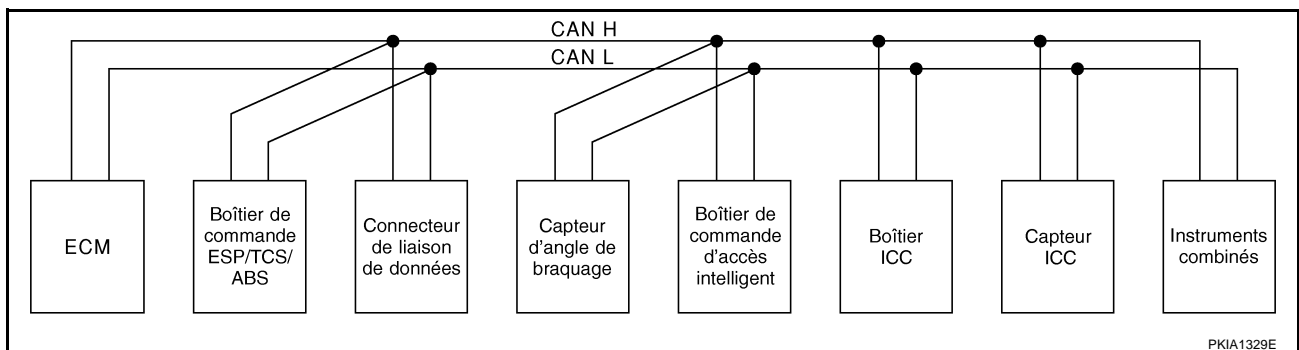 CAN H
CAN L
ECM
Boîtier de
commande
ESP/TCS/
ABS
Connecteur
de liaison
de données
Capteur
d'angle de
braquage
Boîtier de
commande
d'accès
intelligent
Boîtier
ICC
Capteur
ICC
Instruments
combinés
PKIA1329E